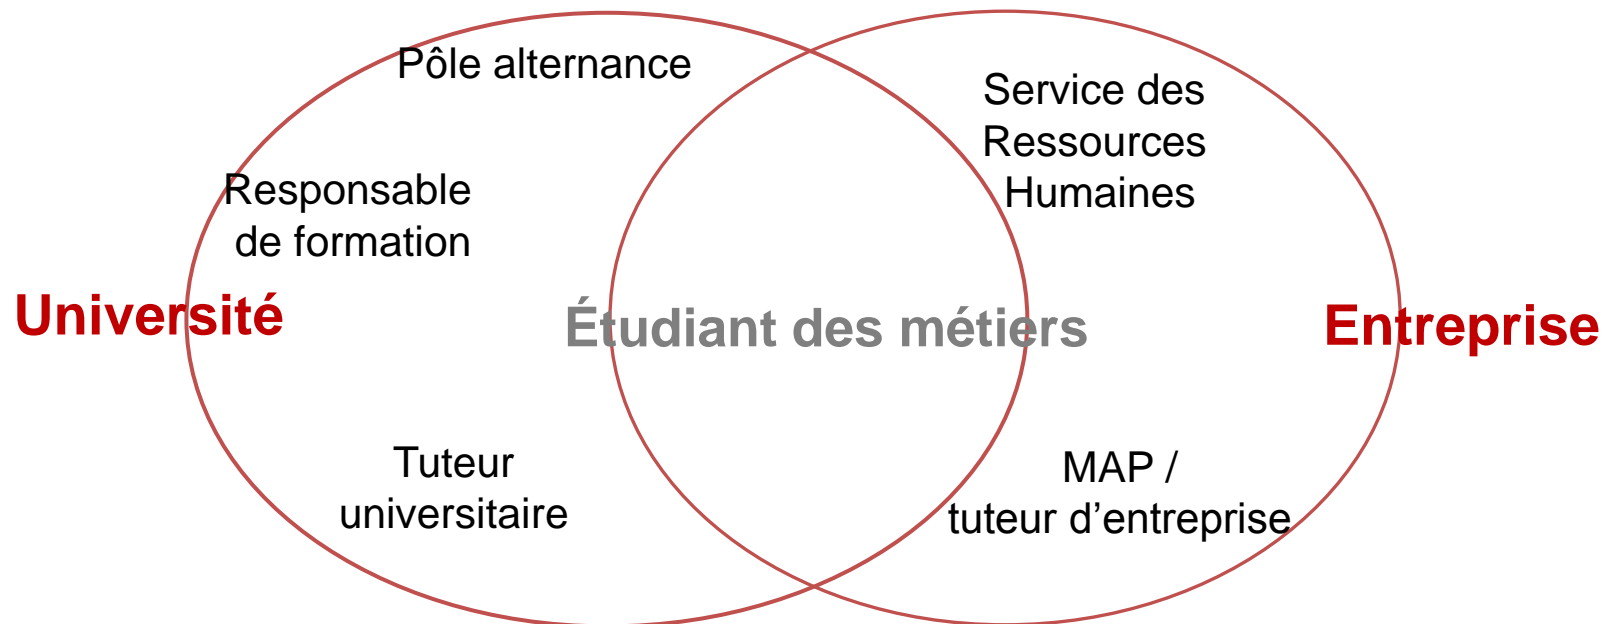 Pôle alternance
Service des
Ressources
Humaines
Responsable
de formation
Université
Étudiant des métiers
Entreprise
Tuteur
universitaire
MAP /
tuteur d’entreprise